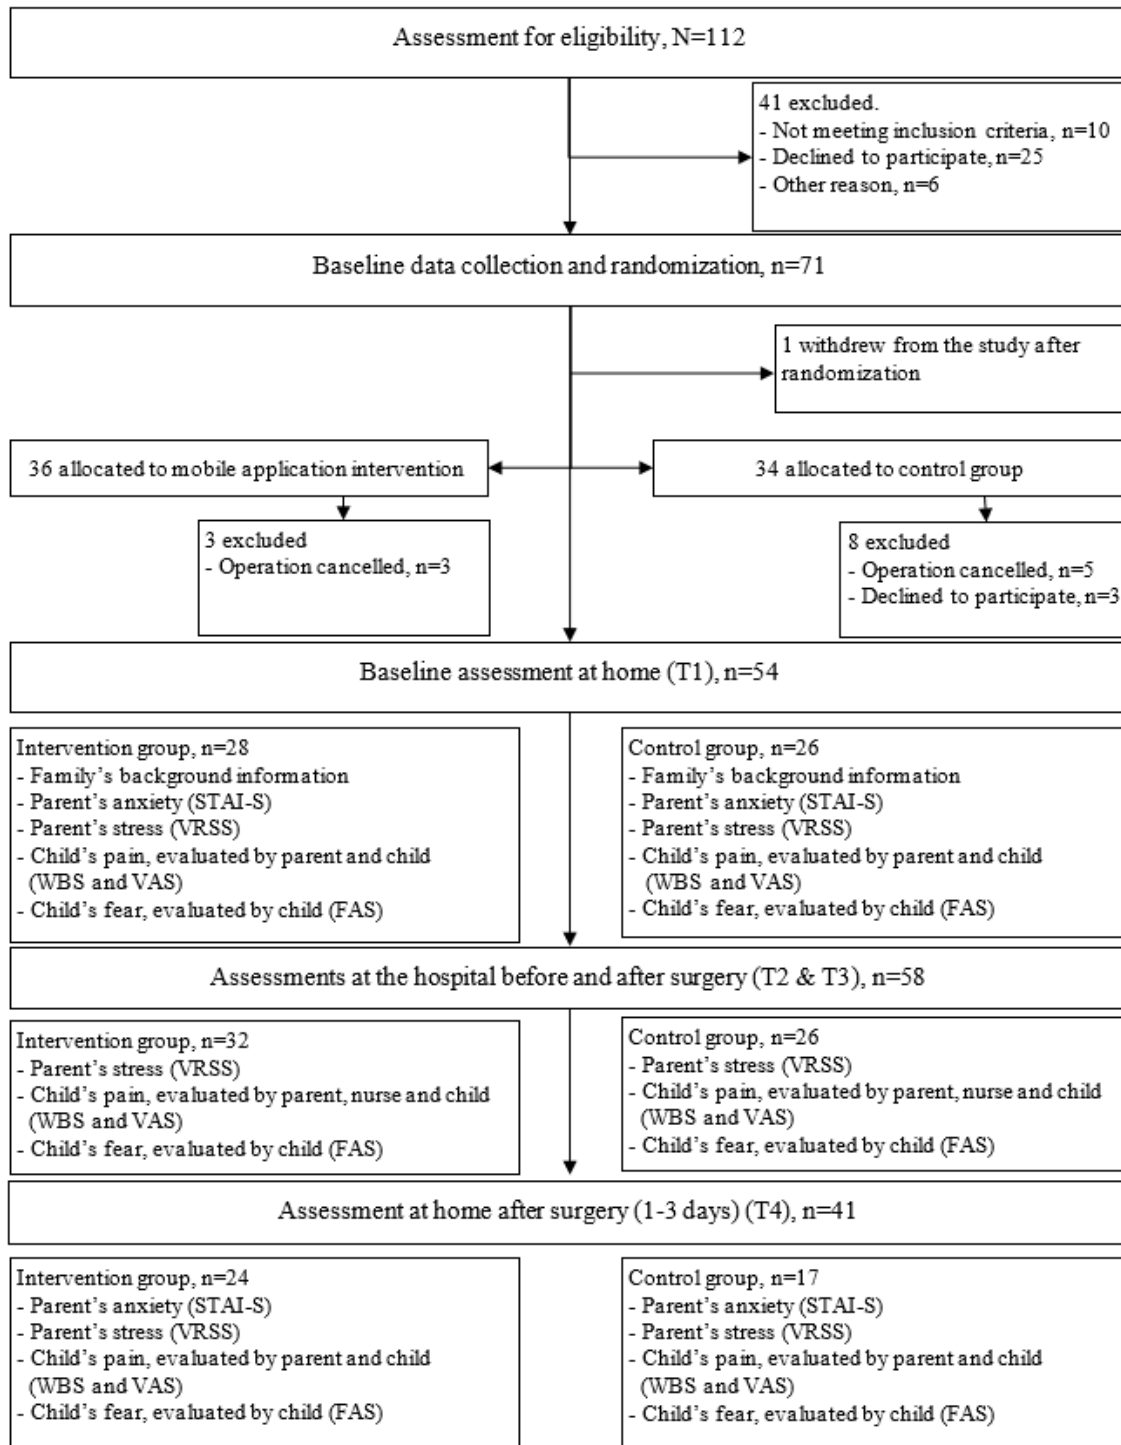 Assessment for eligibility, N=112
41 excluded.
- Not meeting inclusion criteria, n=10
- Declined to participate, n=25
- Other reason, n=6
Baseline data collection and randomization, n=71
1 withdrew from the study after
randomization
36 allocated to mobile application intervention
34 allocated to control group
3 excluded
- Operation cancelled, n=3
8 excluded
- Operation cancelled, n=5
- Declined to participate, n=3
Baseline assessment at home (T1), n=54
Intervention group, n=28
- Family's background information
- Parent's anxiety (STAI-S)
- Parent's stress (VRSS)
- Child's pain, evaluated by parent and child
(WBS and VAS)
- Child's fear, evaluated by child (FAS)
Control group, n=26
- Family's background information
- Parent's anxiety (STAI-S)
- Parent's stress (VRSS)
- Child's pain, evaluated by parent and child
(WBS and VAS)
- Child's fear, evaluated by child (FAS)
Assessments at the hospital before and after surgery (T2 & T3), n=58
Intervention group, n=32
- Parent's stress (VRSS)
- Child's pain, evaluated by parent, nurse and child
(WBS and VAS)
- Child's fear, evaluated by child (FAS)
Control group, n=26
- Parent's stress (VRSS)
- Child's pain, evaluated by parent, nurse and child
(WBS and VAS)
- Child's fear, evaluated by child (FAS)
Assessment at home after surgery (1-3 days) (T4), n=41
Intervention group, n=24
- Parent's anxiety (STAI-S)
- Parent's stress (VRSS)
- Child's pain, evaluated by parent and child
(WBS and VAS)
- Child's fear, evaluated by child (FAS)
Control group, n=17
- Parent's anxiety (STAI-S)
- Parent's stress (VRSS)
- Child's pain, evaluated by parent and child
(WBS and VAS)
- Child's fear, evaluated by child (FAS)